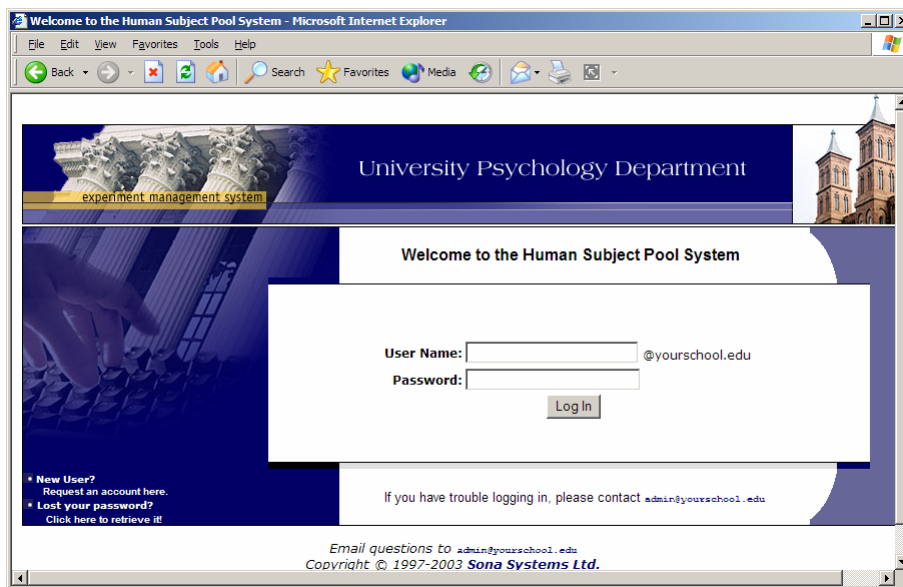 Welcome to the Human Subject Pool System - Microsoft Internet Explorer
File Edit View Favorites Tools Help
Back Search Favorites Media
University Psychology Department
experiment management system
Welcome to the Human Subject Pool System
User Name: @yourschool.edu
Password:
Log In
New User?
Request an account here.
Lost your password?
Click here to retrieve it!
If you have trouble logging in, please contact admin@yourschool.edu
Email questions to admin@yourschool.edu
Copyright © 1997-2003 Sona Systems Ltd.